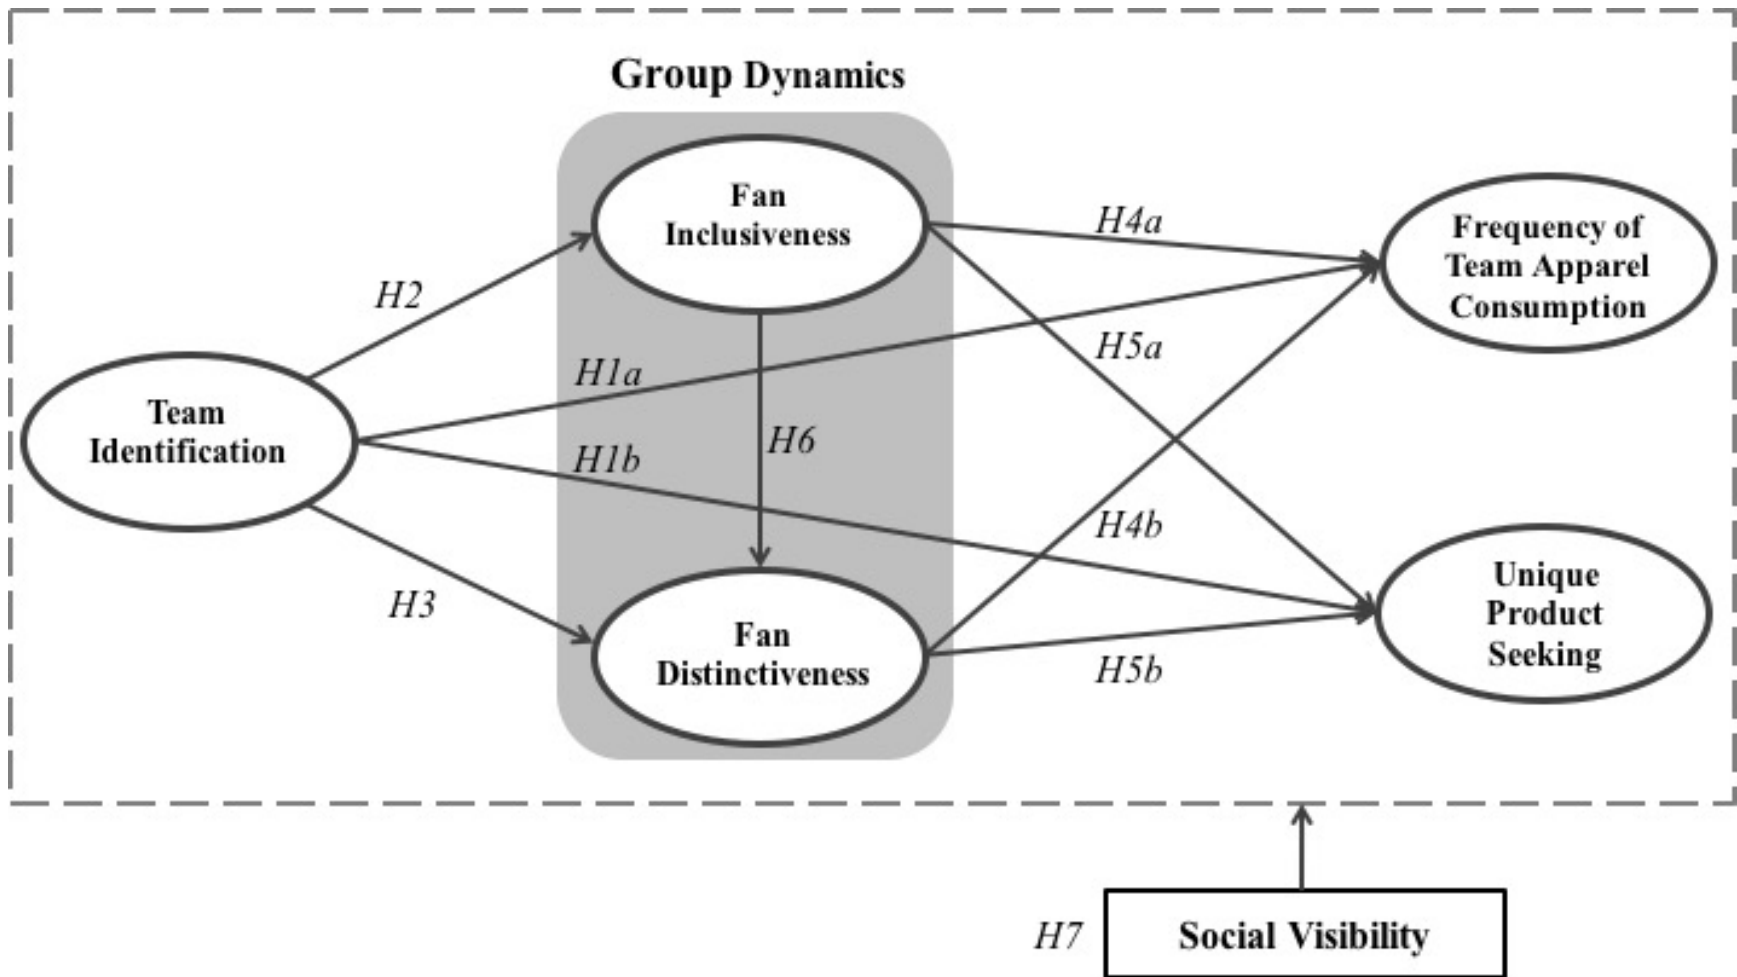 Group Dynamics
Fan
Inclusiveness
H4a
Frequency of
Team Apparel
Consumption
H2
H5a
H1a
Team
Identification
H6
H1b
H4b
Unique
Product
Seeking
H3
Fan
Distinctiveness
H5b
H7
Social Visibility